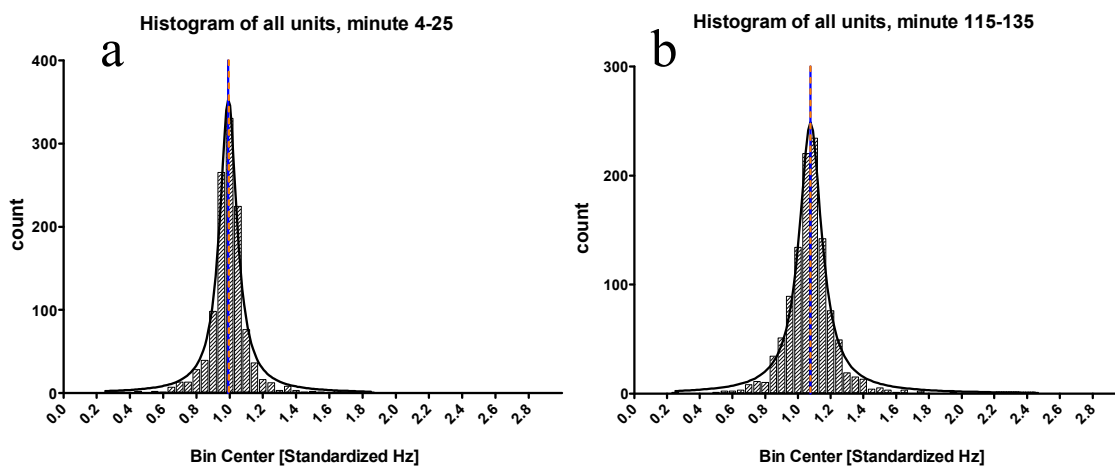 Histogram of all units, minute 4-25
a
400
300
200
100
0
count
0.0 0.2 0.4 0.6 0.8 1.0 1.2 1.4 1.6 1.8 2.0 2.2 2.4 2.6 2.8
Bin Center [Standardized Hz]
Histogram of all units, minute 115-135
b
300
200
100
0
count
0.0 0.2 0.4 0.6 0.8 1.0 1.2 1.4 1.6 1.8 2.0 2.2 2.4 2.6 2.8
Bin Center [Standardized Hz]